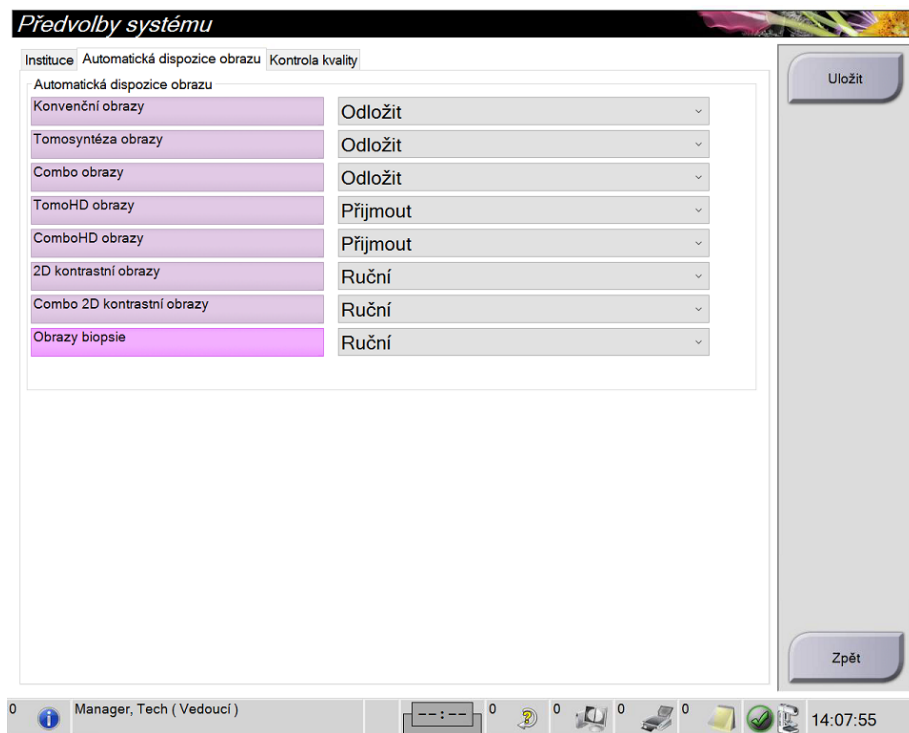 Předvolby systému
Instituce Automatická dispozice obrazu Kontrola kvality
Uložit
Automatická dispozice obrazu
Konvenční obrazy Odložit
Tomosyntéza obrazy Odložit
Combo obrazy Odložit
TomoHD obrazy Přijmout
ComboHD obrazy Přijmout
2D kontrastní obrazy Ruční
Combo 2D kontrastní obrazy Ruční
Obrazy biopsie Ruční
Zpět
0 Manager, Tech ( Vedoucí ) --:-- 0 0 0 0 14:07:55